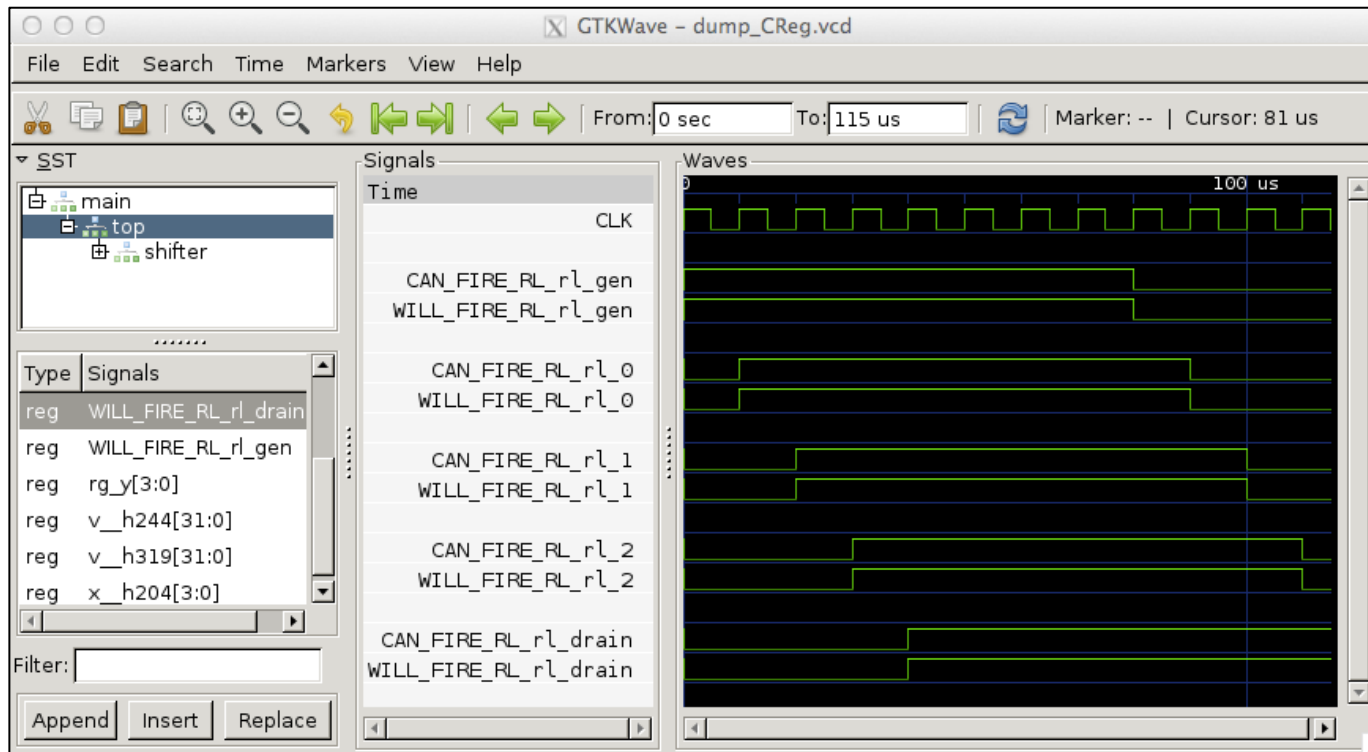 GTKWave – dump_CReg.vcd
File Edit Search Time Markers View Help
From: 0 sec To: 115 us Marker: -- | Cursor: 81 us
SST
main
top
shifter
Type Signals
reg WILL_FIRE_RL_rl_drain
reg WILL_FIRE_RL_rl_gen
reg rg_y[3:0]
reg v__h244[31:0]
reg v__h319[31:0]
reg x__h204[3:0]
Filter:
Append Insert Replace
Signals
Time
CLK
CAN_FIRE_RL_rl_gen
WILL_FIRE_RL_rl_gen
CAN_FIRE_RL_rl_0
WILL_FIRE_RL_rl_0
CAN_FIRE_RL_rl_1
WILL_FIRE_RL_rl_1
CAN_FIRE_RL_rl_2
WILL_FIRE_RL_rl_2
CAN_FIRE_RL_rl_drain
WILL_FIRE_RL_rl_drain
Waves
0 100 us